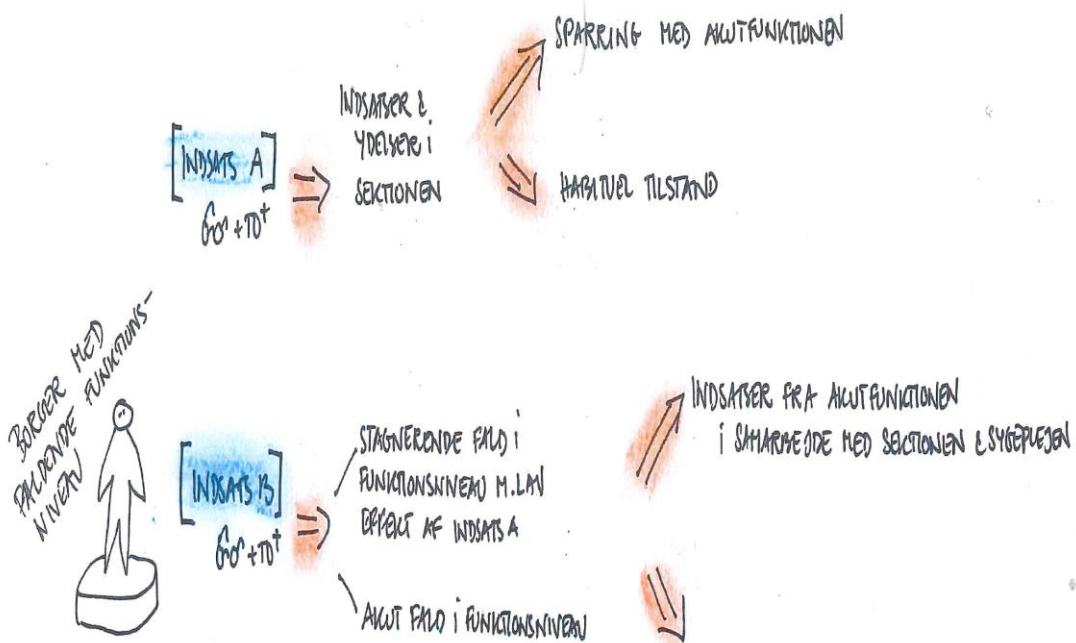 SPARRING MED AKUTFUNKTIONEN
INDSATSER &
YDELSER i
SEKTIONEN
[INDSATS A]
HABITUEL TILSTAND
BORGER MED
FALDENDE FUNKTIONS-
NIVEAU
[INDSATS B]
STAGNERENDE FALD i
FUNKTIONSNIVEAU M. LAV
EFFEKT AF INDSATS A
AKUT FALD i FUNKTIONSNIVEAU
INDSATSER FRA AKUTFUNKTIONEN
i SAMARBEJDE MED SEKTIONEN & SYGEPLEJEN